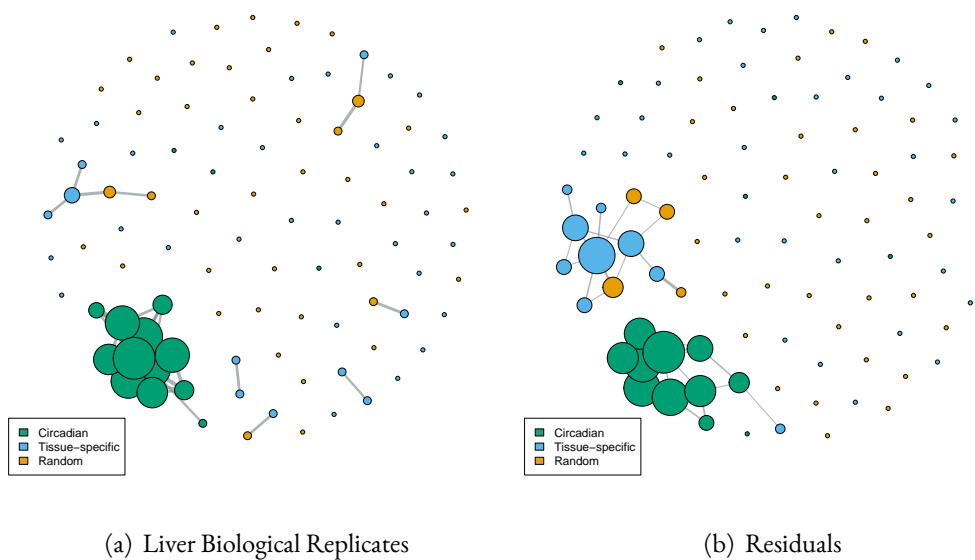 Circadian
Tissue−specific
Random
Circadian
Tissue−specific
Random
(a) Liver Biological Replicates
(b) Residuals